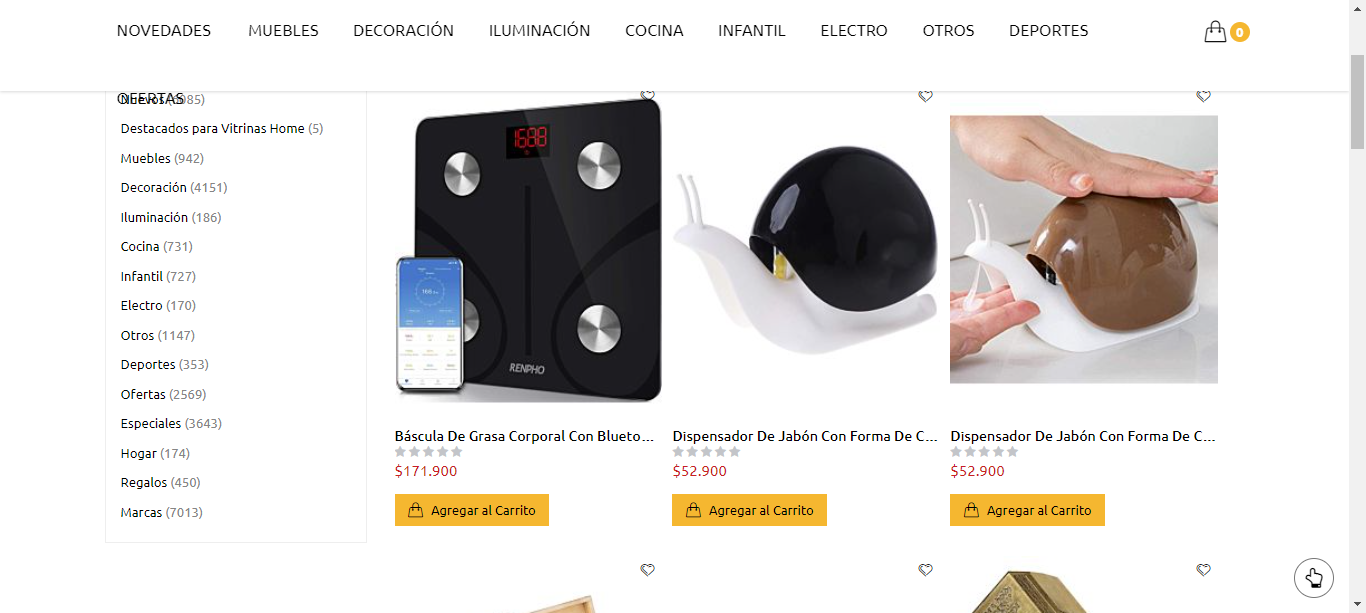 NOVEDADES MUEBLES DECORACIÓN ILUMINACIÓN COCINA INFANTIL ELECTRO OTROS DEPORTES 0
OFERTAS
Destacados para Vitrinas Home (5)
Muebles (942)
Decoración (4151)
Iluminación (186)
Cocina (731)
Infantil (727)
Electro (170)
Otros (1147)
Deportes (353)
Ofertas (2569)
Especiales (3643)
Hogar (174)
Regalos (450)
Marcas (7013)
RENPHO
Báscula De Grasa Corporal Con Blueto...
$171.900
Agregar al Carrito
Dispensador De Jabón Con Forma De C...
$52.900
Agregar al Carrito
Dispensador De Jabón Con Forma De C...
$52.900
Agregar al Carrito